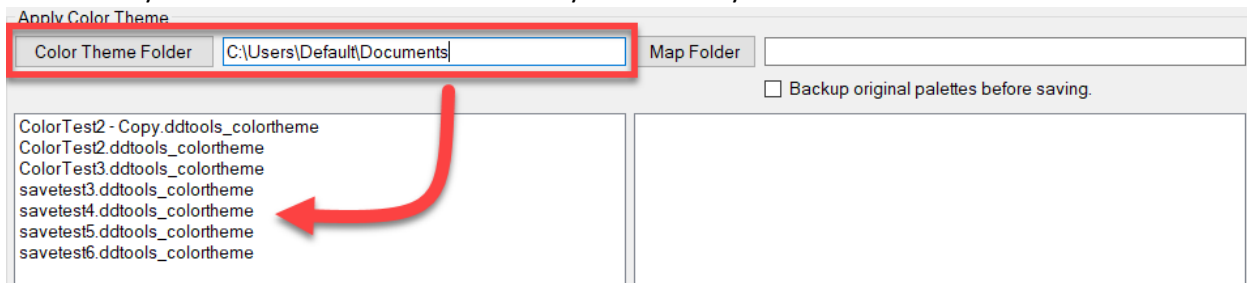 Apply Color Theme
Color Theme Folder C:\Users\Default\Documents Map Folder
Backup original palettes before saving.
ColorTest2 - Copy.ddtools_colortheme
ColorTest2.ddtools_colortheme
ColorTest3.ddtools_colortheme
savetest3.ddtools_colortheme
savetest4.ddtools_colortheme
savetest5.ddtools_colortheme
savetest6.ddtools_colortheme